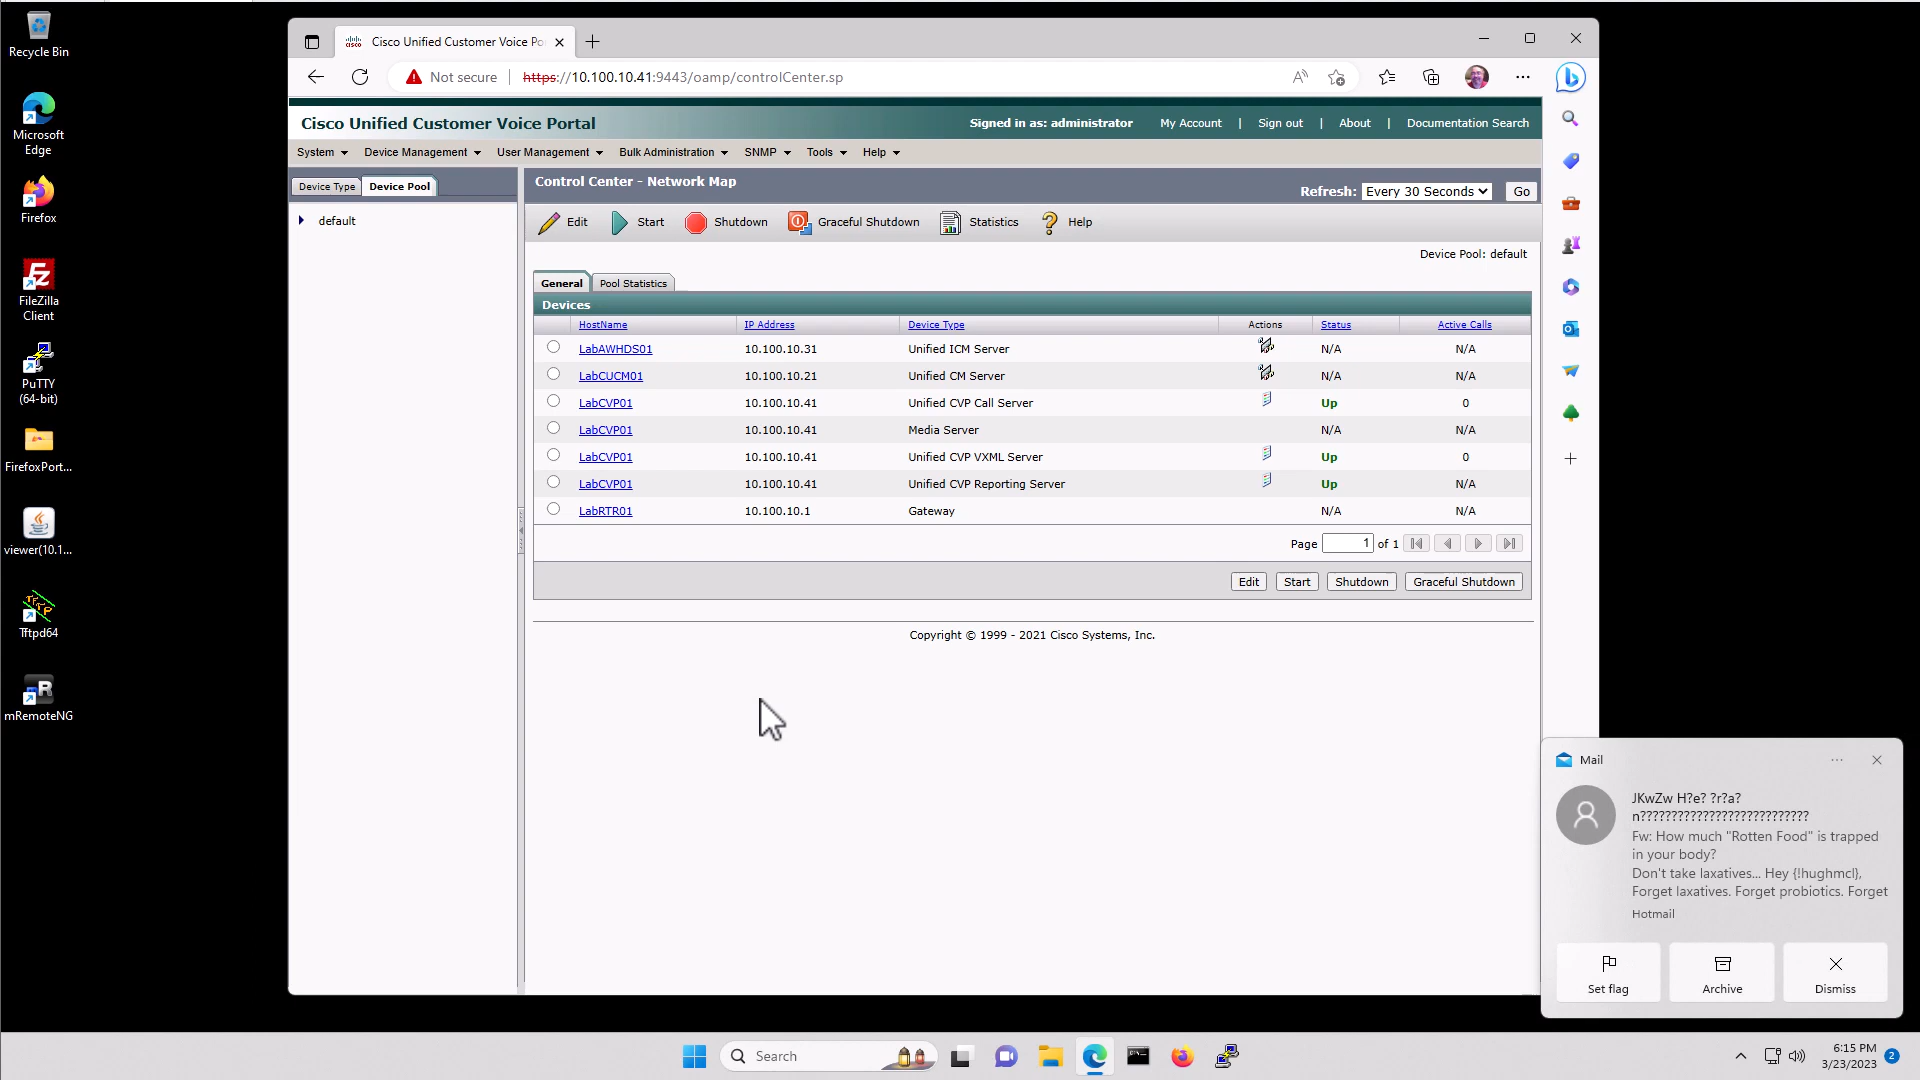 Recycle Bin
Microsoft
Edge
Firefox
FileZilla
Client
PuTTY
(64-bit)
FirefoxPort...
viewer(10.1...
Tftpd64
mRemoteNG
Cisco Unified Customer Voice Po
Not secure
https://10.100.10.41:9443/oamp/controlCenter.sp
Cisco Unified Customer Voice Portal
Signed in as: administrator
My Account | Sign out | About | Documentation Search
System Device Management User Management Bulk Administration SNMP Tools Help
Device Type Device Pool
default
Control Center - Network Map
Refresh: Every 30 Seconds Go
Edit Start Shutdown Graceful Shutdown Statistics Help
Device Pool: default
General Pool Statistics
Devices
HostName IP Address Device Type Actions Status Active Calls
LabAWHDS01 10.100.10.31 Unified ICM Server N/A N/A
LabCUCM01 10.100.10.21 Unified CM Server N/A N/A
LabCVP01 10.100.10.41 Unified CVP Call Server Up 0
LabCVP01 10.100.10.41 Media Server N/A N/A
LabCVP01 10.100.10.41 Unified CVP VXML Server Up 0
LabCVP01 10.100.10.41 Unified CVP Reporting Server Up N/A
LabRTR01 10.100.10.1 Gateway N/A N/A
Page 1 of 1
Edit Start Shutdown Graceful Shutdown
Copyright © 1999 - 2021 Cisco Systems, Inc.
Mail
JKwZw H?e? ?r?a?
n???????????????????????????
Fw: How much "Rotten Food" is trapped
in your body?
Don't take laxatives... Hey {!hughmcl},
Forget laxatives. Forget probiotics. Forget
Hotmail
Set flag Archive Dismiss
Search
6:15 PM
3/23/2023
2